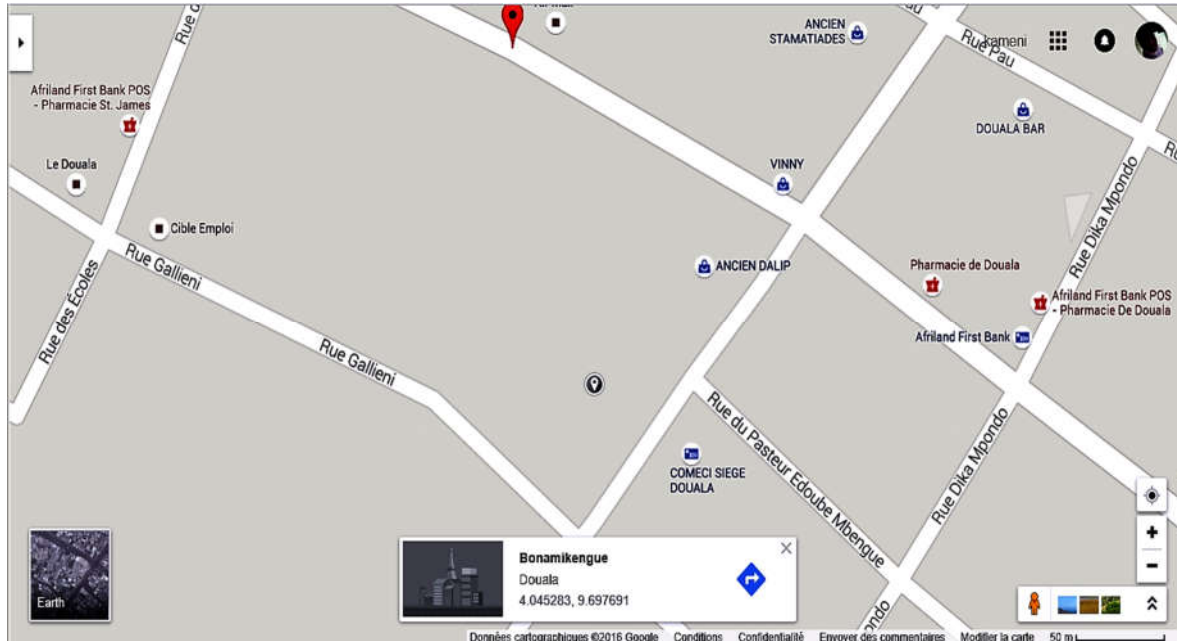 Rue d
ANCIEN
STAMATIADES
Rue Pau
kameni
Afriland First Bank POS
- Pharmacie St. James
DOUALA BAR
Le Douala
VINNY
Rue Dika Mpondo
Cible Emploi
Rue Gallieni
ANCIEN DALIP
Pharmacie de Douala
Afriland First Bank POS
- Pharmacie De Douala
Rue des Écoles
Afriland First Bank
Rue Gallieni
Rue du Pasteur Edoube Mbengue
Rue Dika Mpondo
COMECI SIEGE
DOUALA
Earth
Bonamikengue
Douala
4.045283, 9.697691
Données cartographiques ©2016 Google Conditions Confidentialité Envoyer des commentaires Modifier la carte 50 m